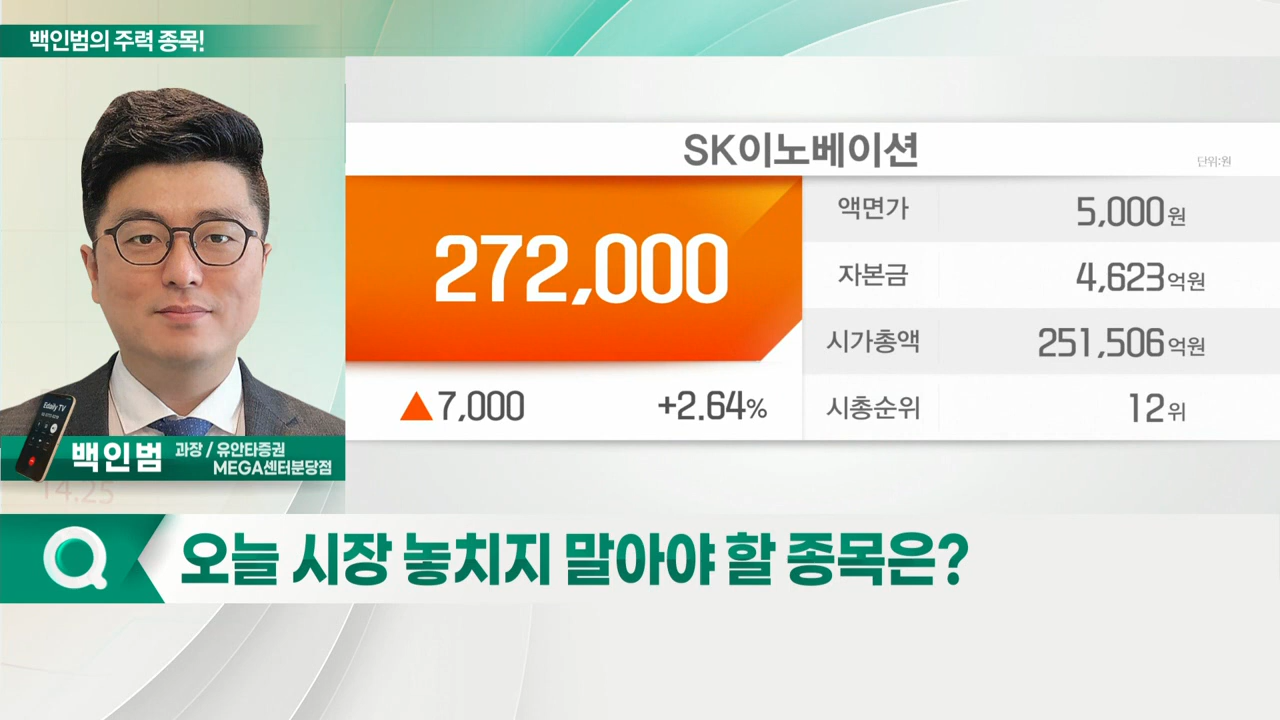 백인범의 주력 종목!
SK이노베이션
단위:원
272,000
▲7,000 +2.64%
액면가 5,000원
자본금 4,623억원
시가총액 251,506억원
시총순위 12위
Edaily TV
백인범 과장 / 유안타증권
MEGA센터분당점
14.25
Q 오늘 시장 놓치지 말아야 할 종목은?